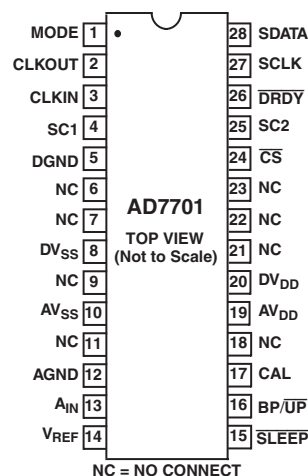 MODE 1 28 SDATA
CLKOUT 2 27 SCLK
CLKIN 3 26 DRDY
SC1 4 25 SC2
DGND 5 24 CS
NC 6 23 NC
NC 7 AD7701 22 NC
TOP VIEW
(Not to Scale)
DVSS 8 21 NC
NC 9 20 DVDD
AVSS 10 19 AVDD
NC 11 18 NC
AGND 12 17 CAL
AIN 13 16 BP/UP
VREF 14 15 SLEEP
NC = NO CONNECT